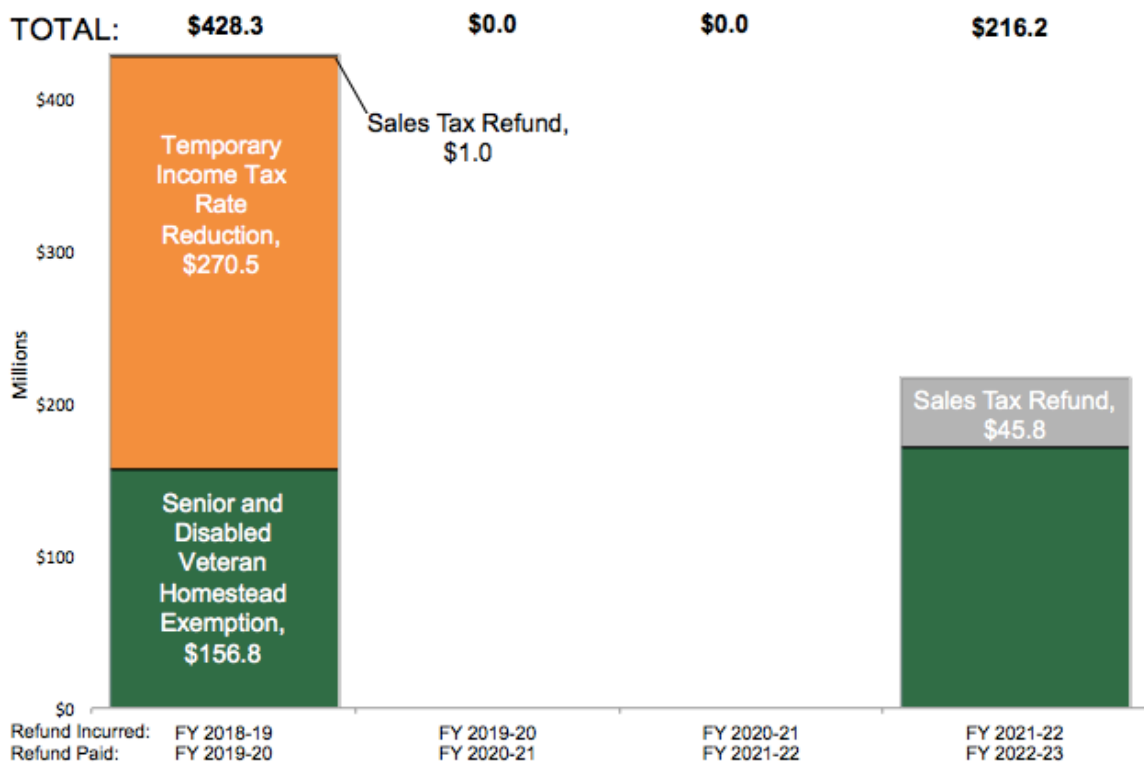 TOTAL: $428.3 $0.0 $0.0 $216.2
$400
$300
$200
$100
$0
Millions
Temporary
Income Tax
Rate
Reduction,
$270.5
Sales Tax Refund,
$1.0
Senior and
Disabled
Veteran
Homestead
Exemption,
$156.8
Sales Tax Refund,
$45.8
Refund Incurred: FY 2018-19 FY 2019-20 FY 2020-21 FY 2021-22
Refund Paid: FY 2019-20 FY 2020-21 FY 2021-22 FY 2022-23